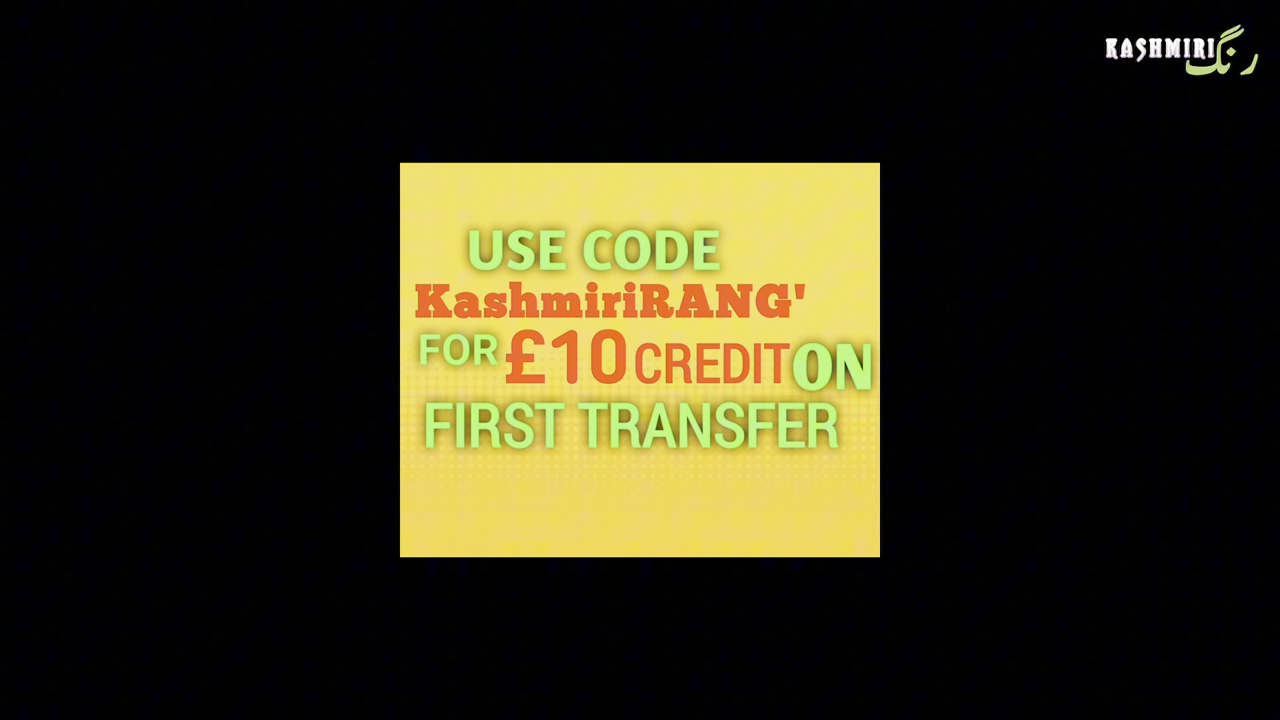 KASHMIRI رنگ
USE CODE
KashmiriRANG'
FOR £10 CREDIT ON
FIRST TRANSFER